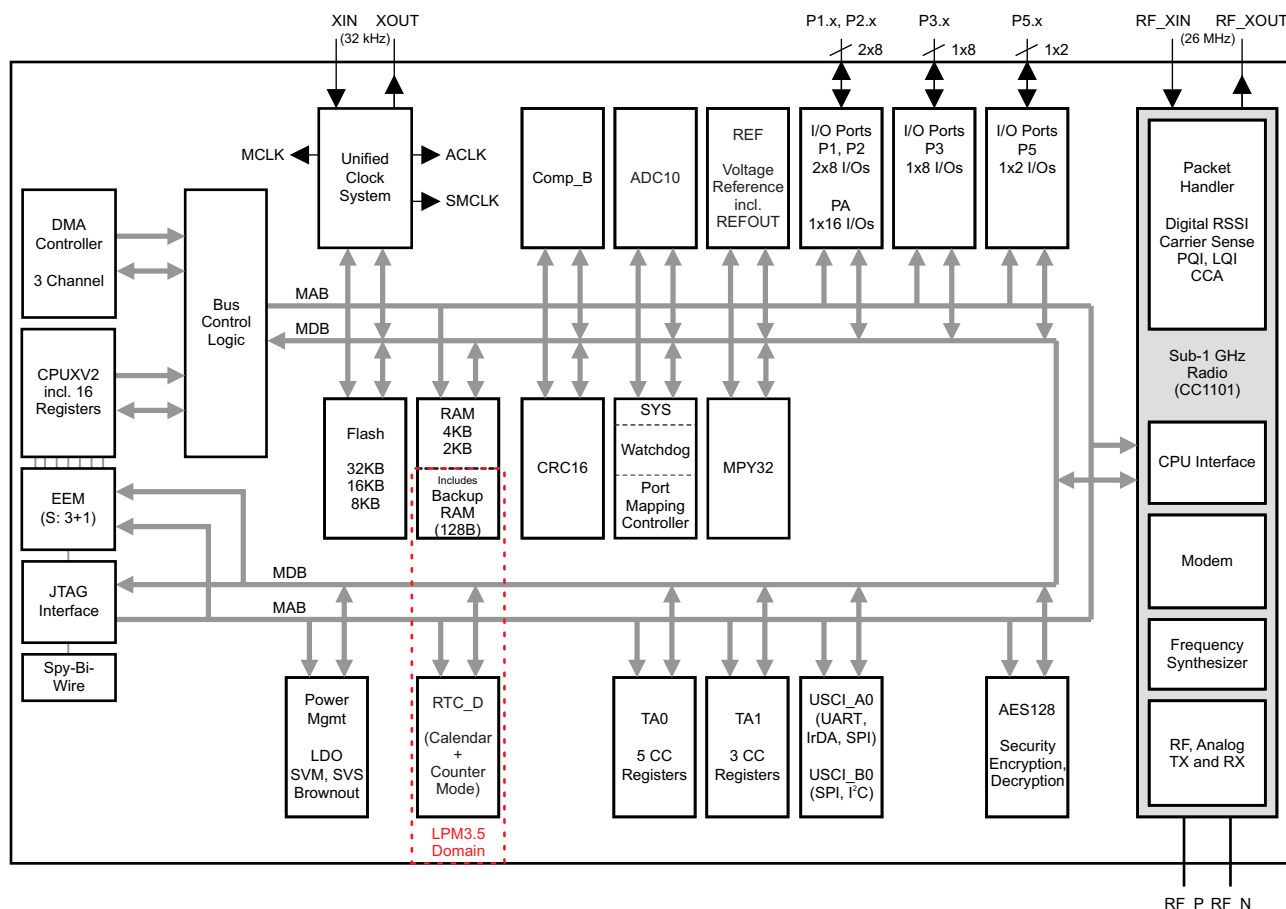 XIN XOUT
(32 kHz)
P1.x, P2.x
2x8
P3.x
1x8
P5.x
1x2
RF_XIN RF_XOUT
(26 MHz)
MCLK
Unified
Clock
System
ACLK
SMCLK
Comp_B
ADC10
REF
Voltage
Reference
incl.
REFOUT
I/O Ports
P1, P2
2x8 I/Os
PA
1x16 I/Os
I/O Ports
P3
1x8 I/Os
I/O Ports
P5
1x2 I/Os
Packet
Handler
Digital RSSI
Carrier Sense
PQI, LQI
CCA
DMA
Controller
3 Channel
Bus
Control
Logic
MAB
MDB
CPUXV2
incl. 16
Registers
Sub-1 GHz
Radio
(CC1101)
Flash
32KB
16KB
8KB
RAM
4KB
2KB
Includes
Backup
RAM
(128B)
CRC16
SYS
Watchdog
Port
Mapping
Controller
MPY32
CPU Interface
EEM
(S: 3+1)
Modem
JTAG
Interface
MDB
MAB
Spy-Bi-
Wire
Frequency
Synthesizer
Power
Mgmt
LDO
SVM, SVS
Brownout
RTC_D
(Calendar
+
Counter
Mode)
TA0
5 CC
Registers
TA1
3 CC
Registers
USCI_A0
(UART,
IrDA, SPI)
USCI_B0
(SPI, I²C)
AES128
Security
Encryption,
Decryption
RF, Analog
TX and RX
LPM3.5
Domain
RF_P RF_N